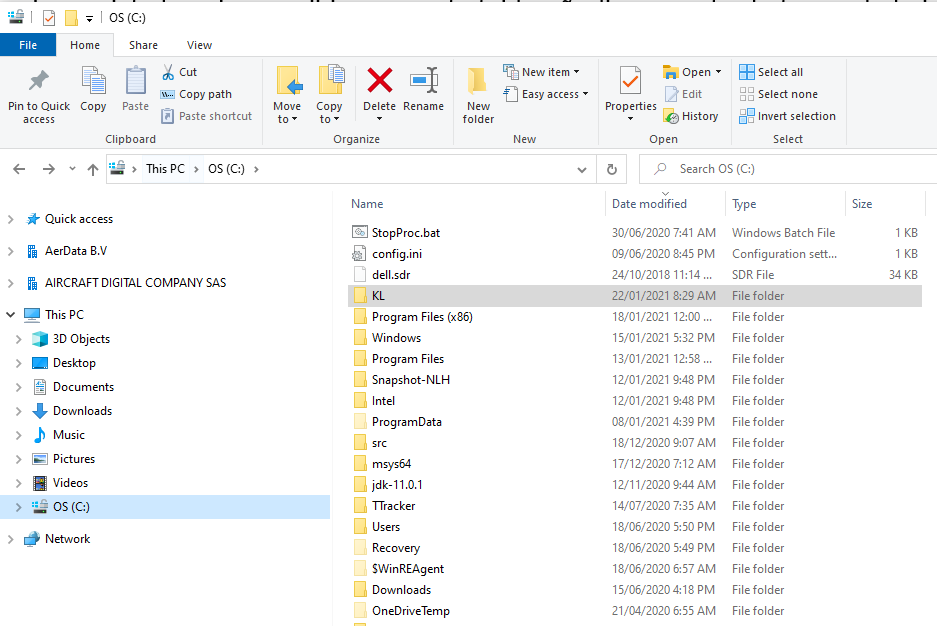 OS (C:)
File Home Share View
Pin to Quick access
Copy
Paste
Cut
Copy path
Paste shortcut
Clipboard
Move to
Copy to
Delete
Rename
Organize
New folder
New item
Easy access
New
Properties
Open
Edit
History
Open
Select all
Select none
Invert selection
Select
This PC OS (C:)
Search OS (C:)
Quick access
AerData B.V
AIRCRAFT DIGITAL COMPANY SAS
This PC
3D Objects
Desktop
Documents
Downloads
Music
Pictures
Videos
OS (C:)
Network
Name Date modified Type Size
StopProc.bat 30/06/2020 7:41 AM Windows Batch File 1 KB
config.ini 09/06/2020 8:45 PM Configuration sett... 1 KB
dell.sdr 24/10/2018 11:14 ... SDR File 34 KB
KL 22/01/2021 8:29 AM File folder
Program Files (x86) 18/01/2021 12:00 ... File folder
Windows 15/01/2021 5:32 PM File folder
Program Files 13/01/2021 12:58 ... File folder
Snapshot-NLH 12/01/2021 9:48 PM File folder
Intel 12/01/2021 9:48 PM File folder
ProgramData 08/01/2021 4:39 PM File folder
src 18/12/2020 9:07 AM File folder
msys64 17/12/2020 7:12 AM File folder
jdk-11.0.1 12/11/2020 9:44 AM File folder
TTracker 14/07/2020 7:35 AM File folder
Users 18/06/2020 5:50 PM File folder
Recovery 18/06/2020 5:49 PM File folder
$WinREAgent 18/06/2020 6:57 AM File folder
Downloads 15/06/2020 4:18 PM File folder
OneDriveTemp 21/04/2020 6:55 AM File folder